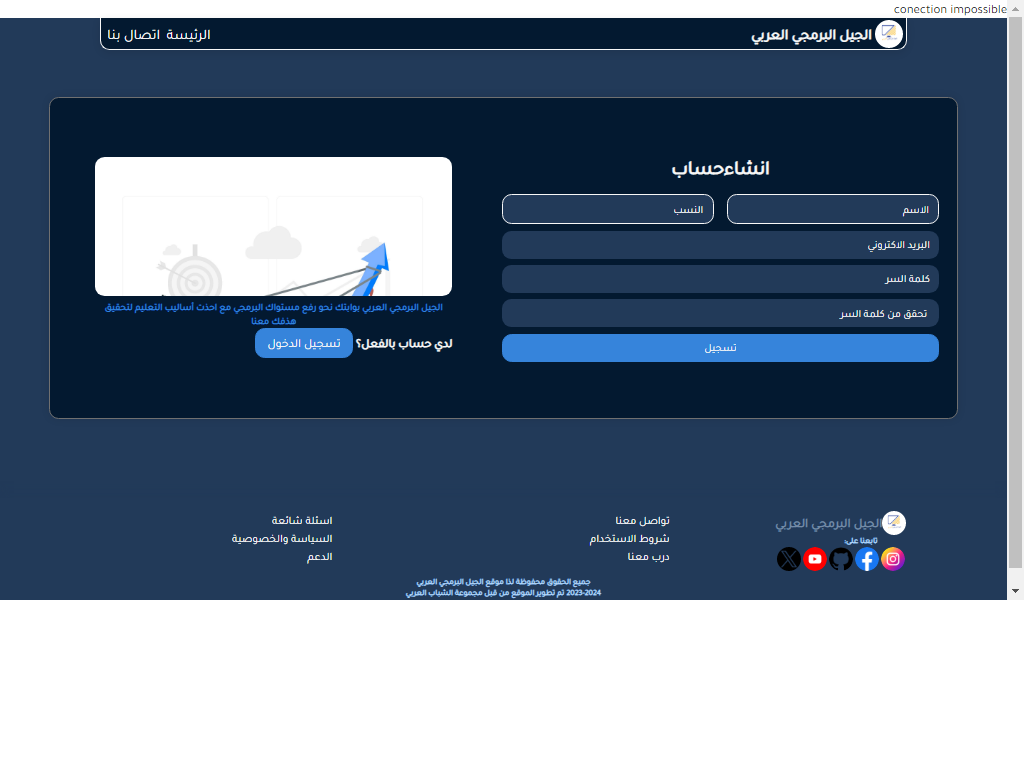 conection impossible
الجيل البرمجي العربي
الرئيسة اتصال بنا
انشاءحساب
الاسم
النسب
البريد الاكتروني
كلمة السر
تحقق من كلمة السر
تسجيل
الجيل البرمجي العربي بوابتك نحو رفع مستواك البرمجي مع احذت أساليب التعليم لتحقيق
هذفك معنا
لدي حساب بالفعل؟ تسجيل الدخول
الجيل البرمجي العربي
تابعنا على:
تواصل معنا
شروط الاستخدام
درب معنا
اسئلة شائعة
السياسة والخصوصية
الدعم
جميع الحقوق محفوظة لذا موقع الجيل البرمجي العربي
2023-2024 تم تطوير الموقع من قبل مجموعة الشباب العربي